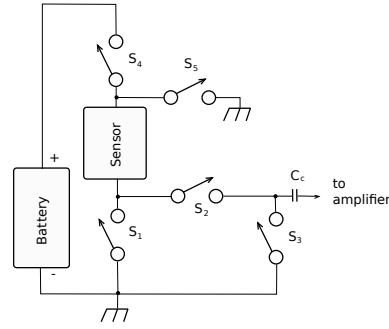 S4
S5
Sensor
+
Cc
to
amplifier
S2
Battery
S1
S3
-